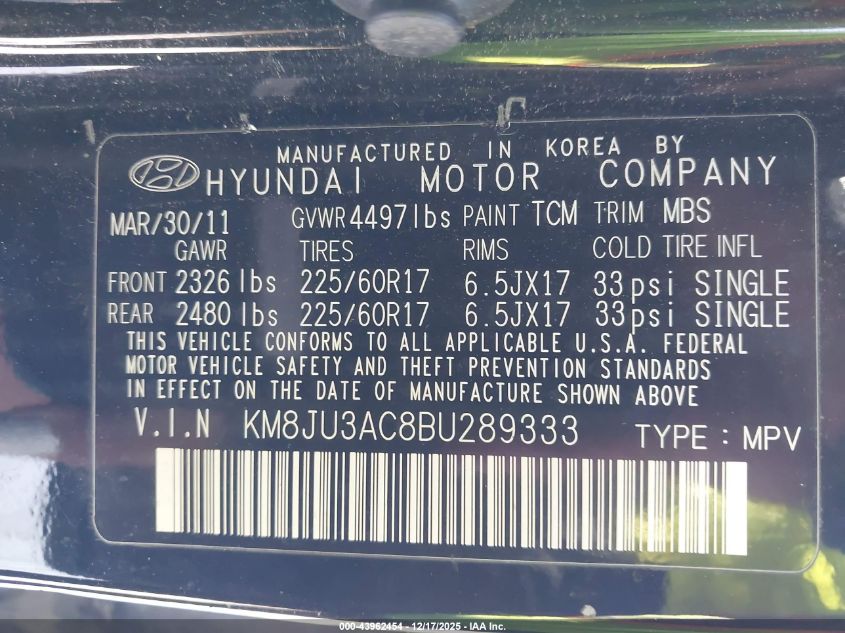 MANUFACTURED IN KOREA BY
HYUNDAI MOTOR COMPANY
MAR/30/11 GVWR 4497 lbs PAINT TCM TRIM MBS
GAWR TIRES RIMS COLD TIRE INFL
FRONT 2326 lbs 225/60R17 6.5JX17 33 psi SINGLE
REAR 2480 lbs 225/60R17 6.5JX17 33 psi SINGLE
THIS VEHICLE CONFORMS TO ALL APPLICABLE U.S.A. FEDERAL
MOTOR VEHICLE SAFETY AND THEFT PREVENTION STANDARDS
IN EFFECT ON THE DATE OF MANUFACTURE SHOWN ABOVE
V.I.N KM8JU3AC8BU289333 TYPE : MPV
000-43962454 - 12/17/2025 - IAA Inc.